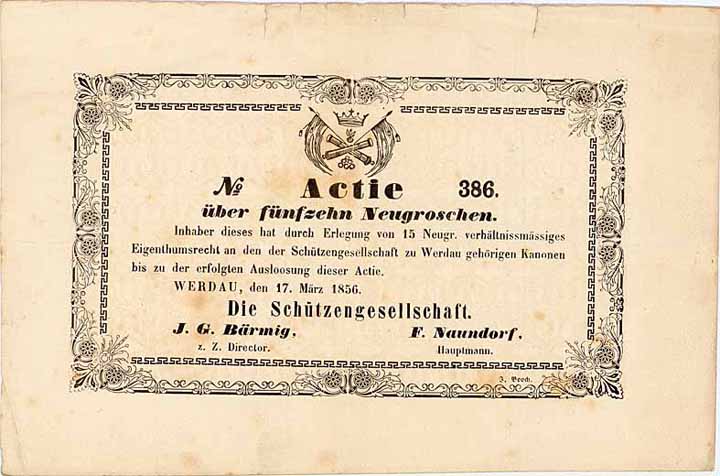 № Actie 386.
über fünfzehn Neugroschen.
Inhaber dieses hat durch Erlegung von 15 Neugr. verhältnissmässiges
Eigenthumsrecht an den der Schützengesellschaft zu Werdau gehörigen Kanonen
bis zu der erfolgten Ausloosung dieser Actie.
WERDAU, den 17. März 1856.
Die Schützengesellschaft.
J. G. Bärmig, F. Naundorf,
z. Z. Director. Hauptmann.